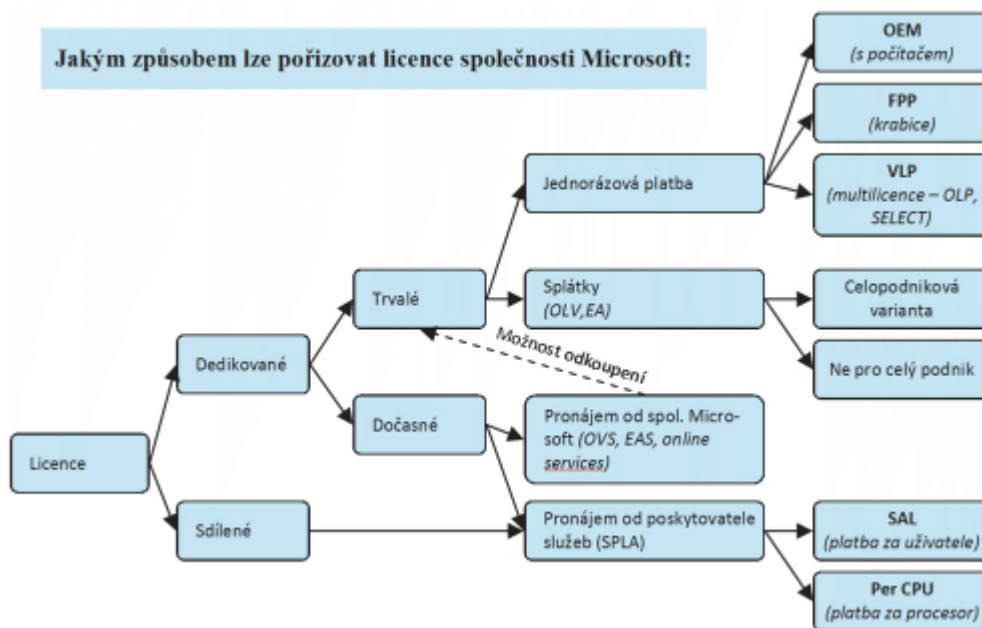 Jakým způsobem lze pořizovat licence společnosti Microsoft:
OEM
(s počítačem)
FPP
(krabice)
VLP
(multilicence – OLP,
SELECT)
Jednorázová platba
Trvalé
Splátky
(OLV,EA)
Celopodniková
varianta
Ne pro celý podnik
Možnost odkoupení
Dedikované
Dočasné
Pronájem od spol. Micro-
soft (OVS, EAS, online
services)
Licence
Sdílené
Pronájem od poskytovatele
služeb (SPLA)
SAL
(platba za uživatele)
Per CPU
(platba za procesor)